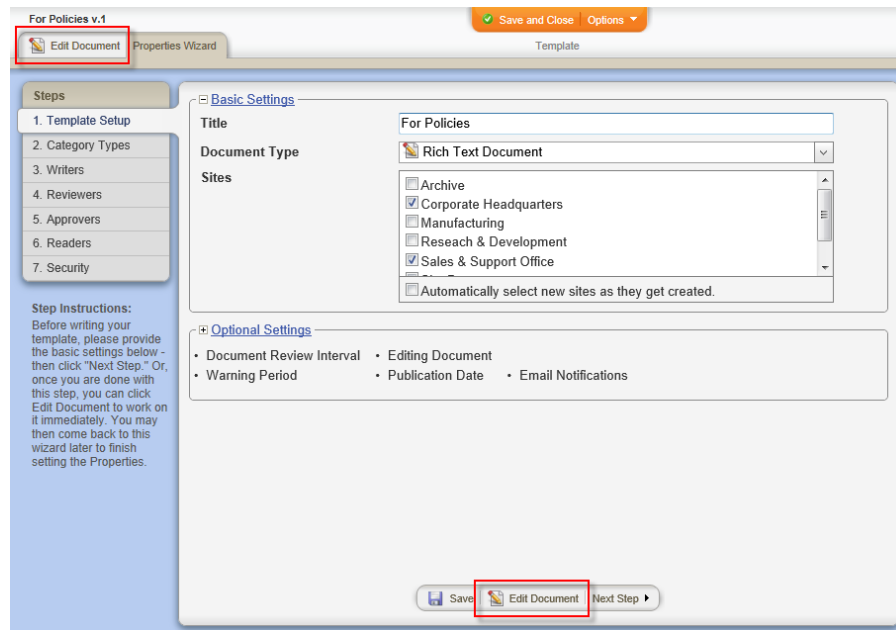 For Policies v.1
Save and Close Options
Edit Document Properties Wizard
Template
Steps
1. Template Setup
2. Category Types
3. Writers
4. Reviewers
5. Approvers
6. Readers
7. Security
Step Instructions:
Before writing your
template, please provide
the basic settings below -
then click "Next Step." Or,
once you are done with
this step, you can click
Edit Document to work on
it immediately. You may
then come back to this
wizard later to finish
setting the Properties.
Basic Settings
Title For Policies
Document Type Rich Text Document
Sites
Archive
Corporate Headquarters
Manufacturing
Reseach & Development
Sales & Support Office
Automatically select new sites as they get created.
Optional Settings
• Document Review Interval • Editing Document
• Warning Period • Publication Date • Email Notifications
Save Edit Document Next Step